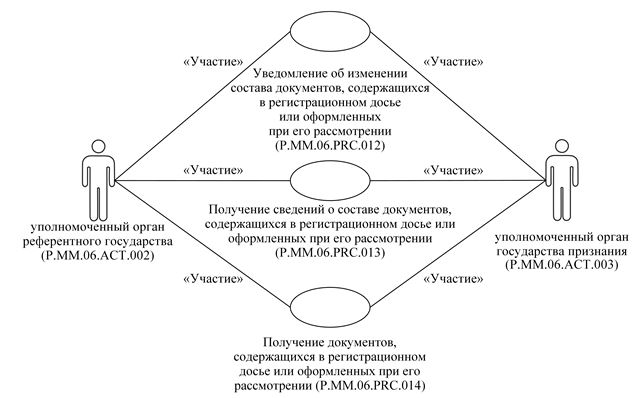 «Участие»
«Участие»
Уведомление об изменении
состава документов, содержащихся
в регистрационном досье
или оформленных
при его рассмотрении
(P.MM.06.PRC.012)
«Участие»
«Участие»
уполномоченный орган
референтного государства
(P.MM.06.ACT.002)
Получение сведений о составе документов,
содержащихся в регистрационном досье или
оформленных при его рассмотрении
(P.MM.06.PRC.013)
уполномоченный орган
государства признания
(P.MM.06.ACT.003)
«Участие»
«Участие»
Получение документов,
содержащихся в регистрационном
досье или оформленных при его
рассмотрении (P.MM.06.PRC.014)